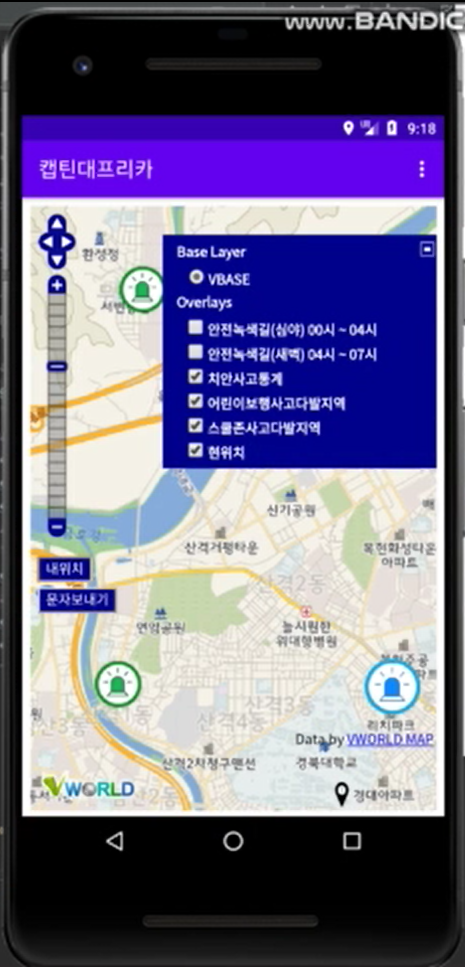 www.BANDIC
9:18
캡틴대프리카
환성정
서변
Base Layer
VBASE
Overlays
안전녹색길(심야) 00시 ~ 04시
안전녹색길(새벽) 04시 ~ 07시
치안사고통계
어린이보행사고다발지역
스쿨존사고다발지역
현위치
신기공원
산격거평타운
복현화성타운
아파트
내위치
문자보내기
산격2동
연암공원
늘시원한
위대항병원
산격3동
산격4동
리치파크
Data by VWORLD MAP
산격2차청구맨션
경북대학교
VWORLD
경대아파트